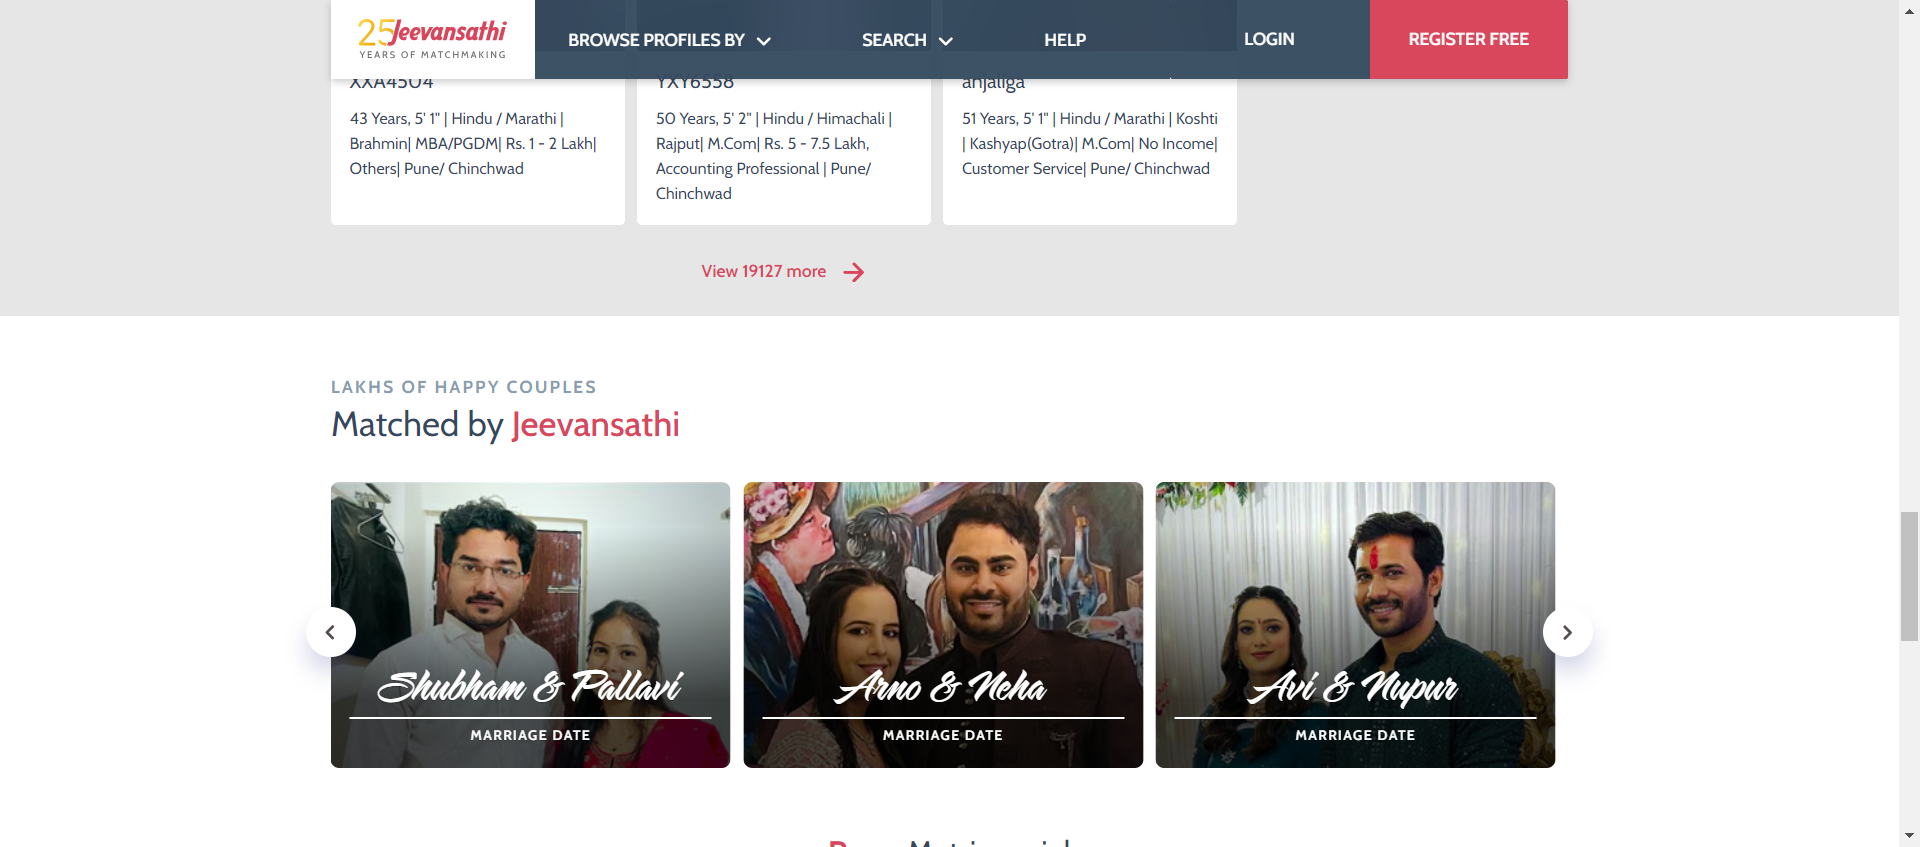 25 Jeevansathi
YEARS OF MATCHMAKING
BROWSE PROFILES BY
SEARCH
HELP
LOGIN
REGISTER FREE
XXA4504
43 Years, 5' 1" | Hindu / Marathi |
Brahmin| MBA/PGDM| Rs. 1 - 2 Lakh|
Others| Pune/ Chinchwad
YXY6558
50 Years, 5' 2" | Hindu / Himachali |
Rajput| M.Com| Rs. 5 - 7.5 Lakh,
Accounting Professional | Pune/
Chinchwad
anjaliga
51 Years, 5' 1" | Hindu / Marathi | Koshti
| Kashyap(Gotra)| M.Com| No Income|
Customer Service| Pune/ Chinchwad
View 19127 more
LAKHS OF HAPPY COUPLES
Matched by Jeevansathi
Shubham & Pallavi
MARRIAGE DATE
Arno & Neha
MARRIAGE DATE
Avi & Nupur
MARRIAGE DATE